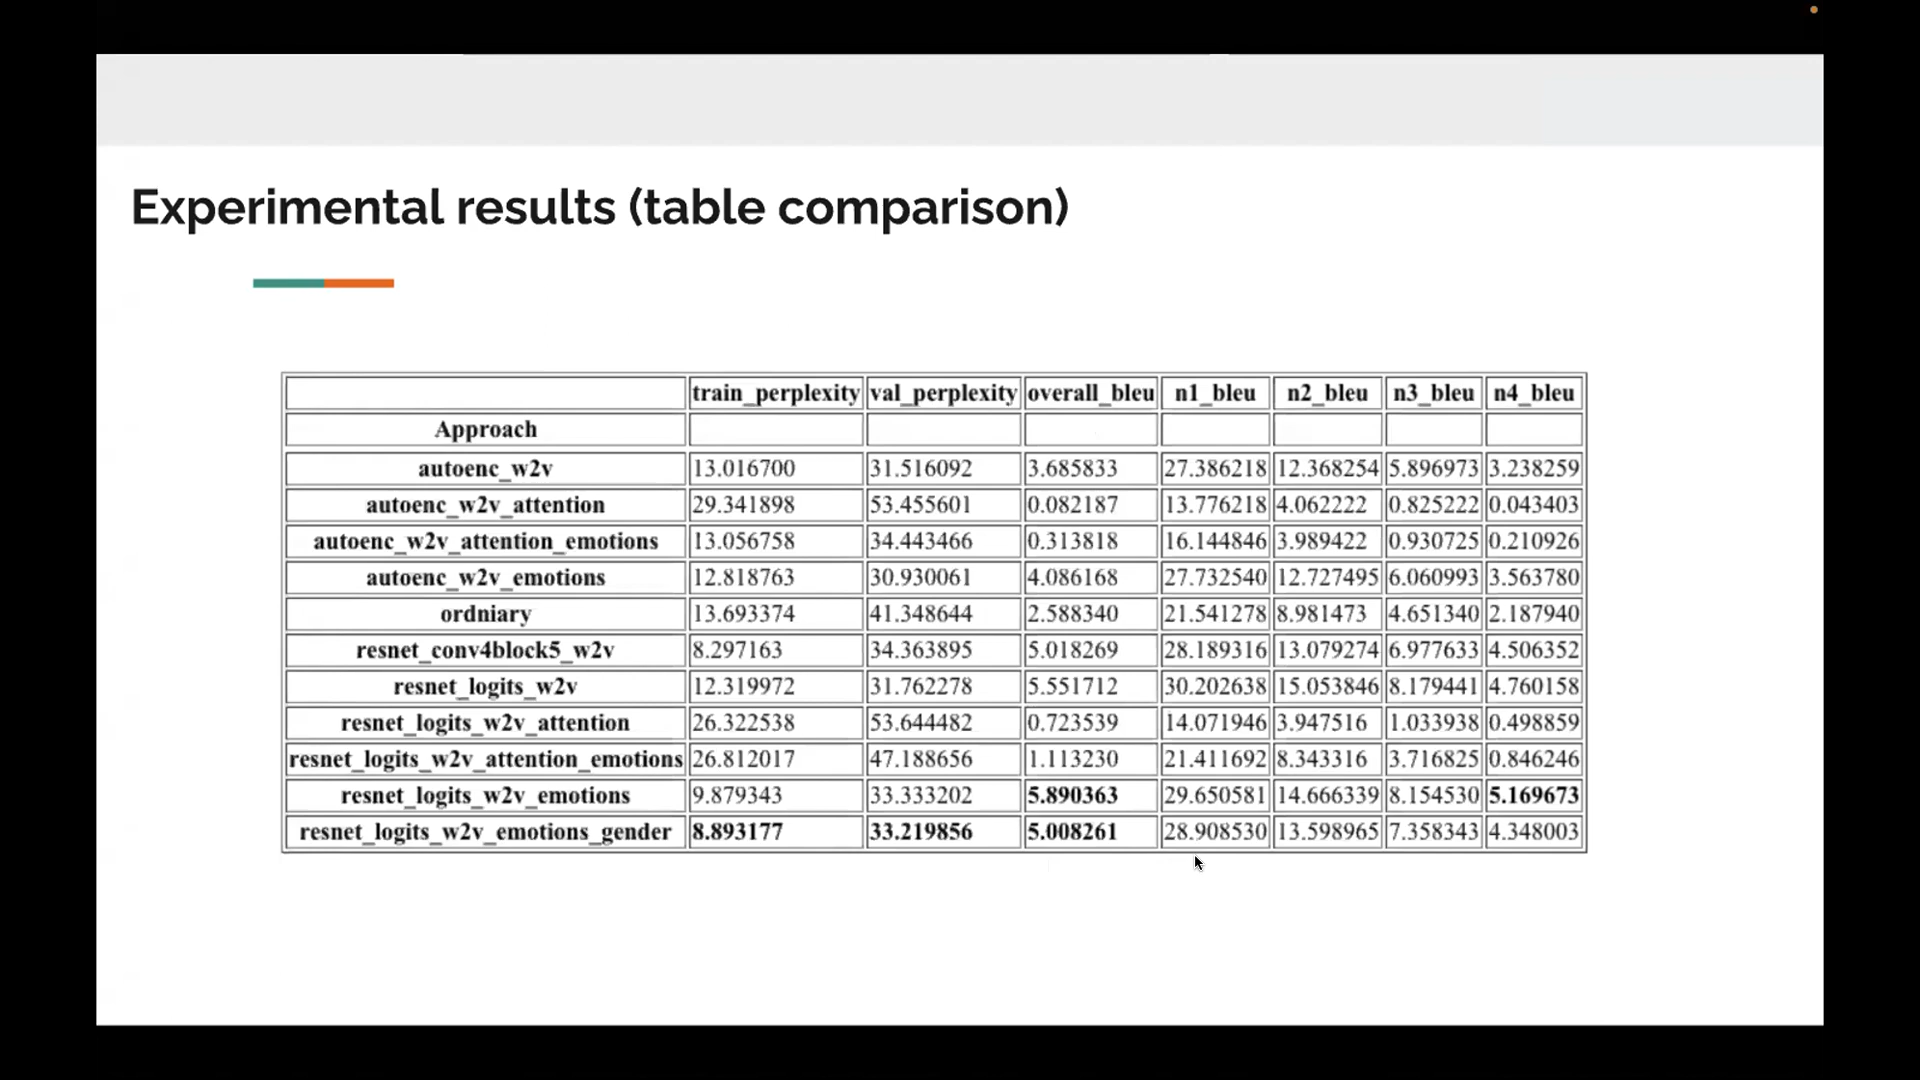 Experimental results (table comparison)
train_perplexity val_perplexity overall_bleu n1_bleu n2_bleu n3_bleu n4_bleu
Approach
autoenc_w2v 13.016700 31.516092 3.685833 27.386218 12.368254 5.896973 3.238259
autoenc_w2v_attention 29.341898 53.455601 0.082187 13.776218 4.062222 0.825222 0.043403
autoenc_w2v_attention_emotions 13.056758 34.443466 0.313818 16.144846 3.989422 0.930725 0.210926
autoenc_w2v_emotions 12.818763 30.930061 4.086168 27.732540 12.727495 6.060993 3.563780
ordniary 13.693374 41.348644 2.588340 21.541278 8.981473 4.651340 2.187940
resnet_conv4block5_w2v 8.297163 34.363895 5.018269 28.189316 13.079274 6.977633 4.506352
resnet_logits_w2v 12.319972 31.762278 5.551712 30.202638 15.053846 8.179441 4.760158
resnet_logits_w2v_attention 26.322538 53.644482 0.723539 14.071946 3.947516 1.033938 0.498859
resnet_logits_w2v_attention_emotions 26.812017 47.188656 1.113230 21.411692 8.343316 3.716825 0.846246
resnet_logits_w2v_emotions 9.879343 33.333202 5.890363 29.650581 14.666339 8.154530 5.169673
resnet_logits_w2v_emotions_gender 8.893177 33.219856 5.008261 28.908530 13.598965 7.358343 4.348003